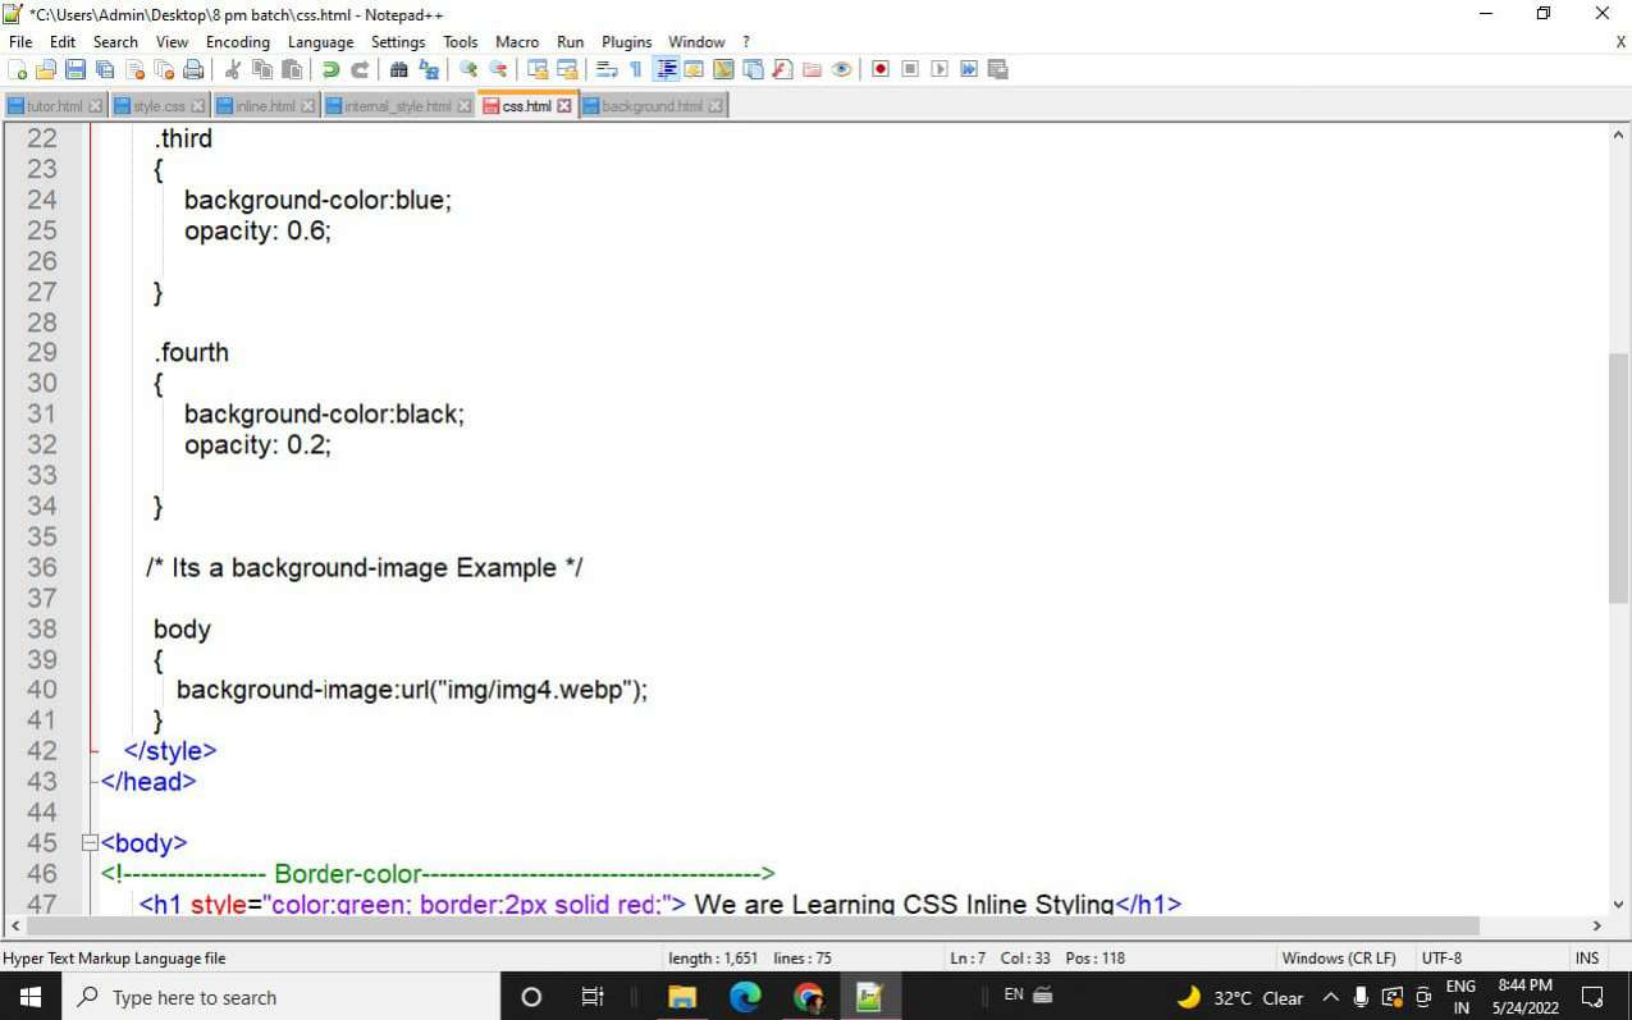 *C:\Users\Admin\Desktop\8 pm batch\css.html - Notepad++
File Edit Search View Encoding Language Settings Tools Macro Run Plugins Window ? X
tutor.html style.css inline.html internal_style.html css.html background.html
22 .third
23 {
24 background-color:blue;
25 opacity: 0.6;
26
27 }
28
29 .fourth
30 {
31 background-color:black;
32 opacity: 0.2;
33
34 }
35
36 /* Its a background-image Example */
37
38 body
39 {
40 background-image:url("img/img4.webp");
41 }
42 </style>
43 </head>
44
45 <body>
46 <!---------------- Border-color-------------------------------------->
47 <h1 style="color:green; border:2px solid red;"> We are Learning CSS Inline Styling</h1>
Hyper Text Markup Language file length : 1,651 lines : 75 Ln : 7 Col : 33 Pos : 118 Windows (CR LF) UTF-8 INS
Type here to search EN 32°C Clear ENG IN 8:44 PM 5/24/2022